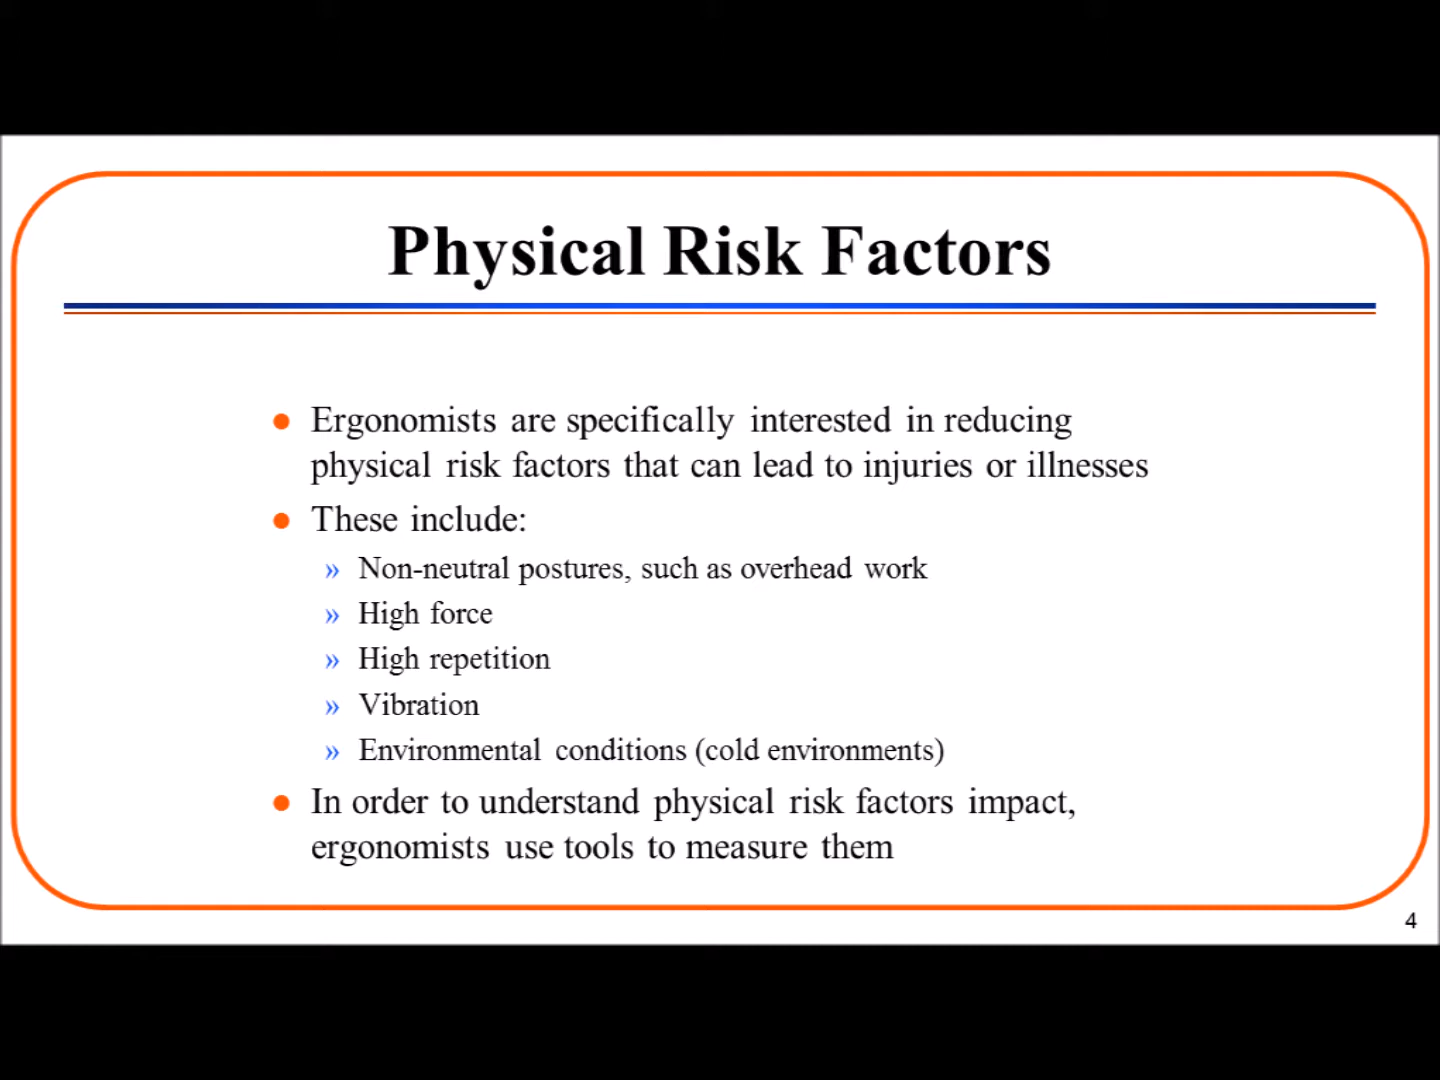 Physical Risk Factors
● Ergonomists are specifically interested in reducing
physical risk factors that can lead to injuries or illnesses
● These include:
» Non-neutral postures, such as overhead work
» High force
» High repetition
» Vibration
» Environmental conditions (cold environments)
● In order to understand physical risk factors impact,
ergonomists use tools to measure them
4